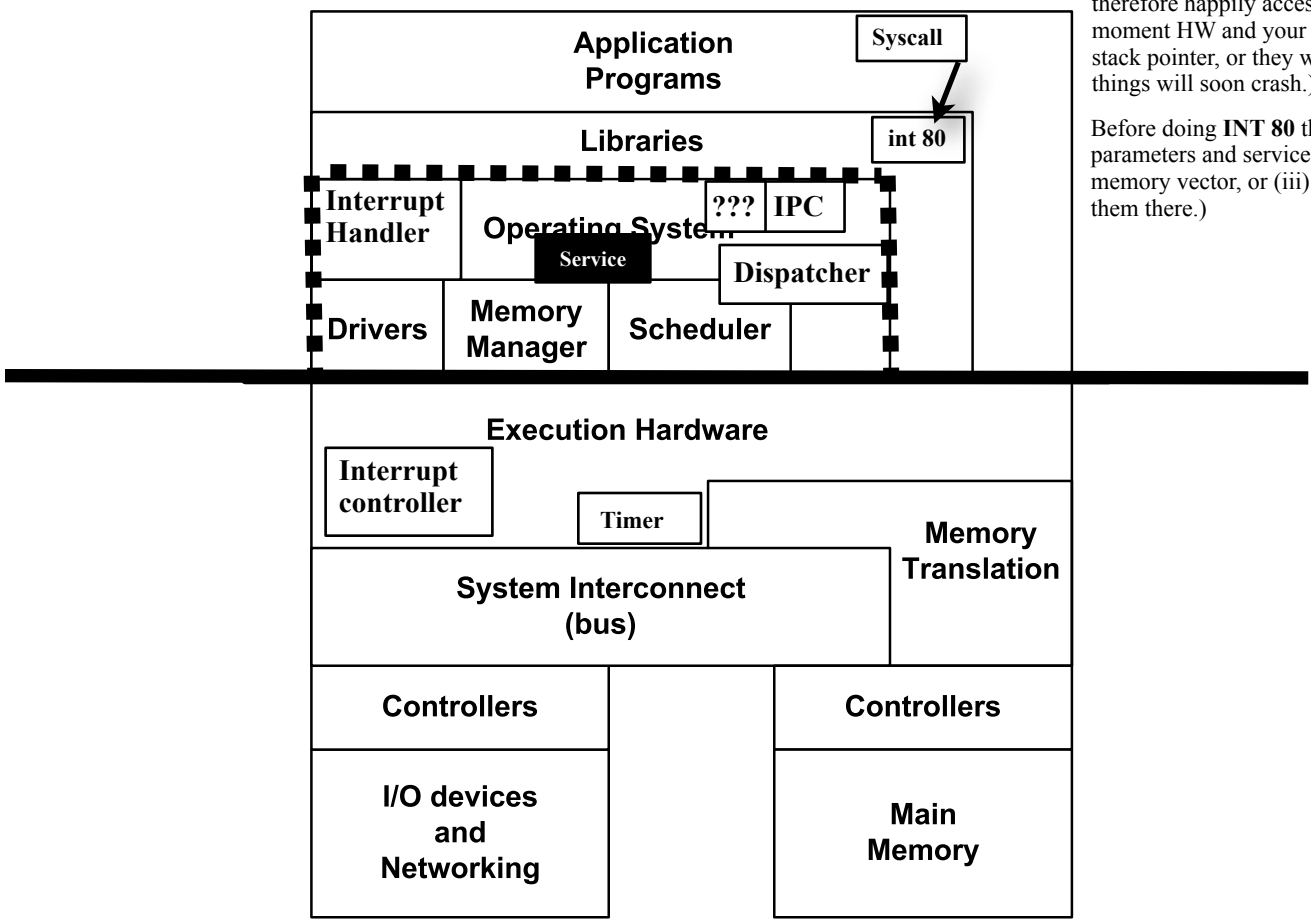 Application
Programs
Syscall
Libraries
int 80
Interrupt
Handler
Operating System
???
IPC
Service
Dispatcher
Drivers
Memory
Manager
Scheduler
Execution Hardware
Interrupt
controller
Timer
Memory
Translation
System Interconnect
(bus)
Controllers
Controllers
I/O devices
and
Networking
Main
Memory
therefore happily
moment HW and your
stack pointer, or they
things will soon crash.)
Before doing INT 80
parameters and service
memory vector, or (iii)
them there.)